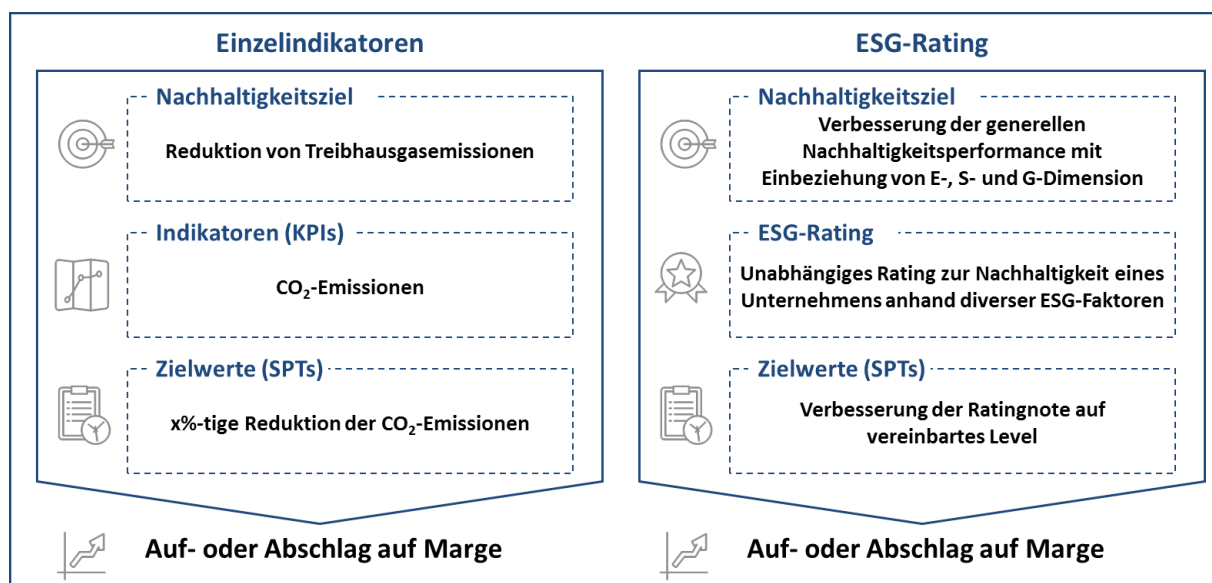 Einzelindikatoren
Nachhaltigkeitsziel
Reduktion von Treibhausgasemissionen
Indikatoren (KPIs)
CO₂-Emissionen
Zielwerte (SPTs)
x%-tige Reduktion der CO₂-Emissionen
Auf- oder Abschlag auf Marge
ESG-Rating
Nachhaltigkeitsziel
Verbesserung der generellen
Nachhaltigkeitsperformance mit
Einbeziehung von E-, S- und G-Dimension
ESG-Rating
Unabhängiges Rating zur Nachhaltigkeit eines
Unternehmens anhand diverser ESG-Faktoren
Zielwerte (SPTs)
Verbesserung der Ratingnote auf
vereinbartes Level
Auf- oder Abschlag auf Marge